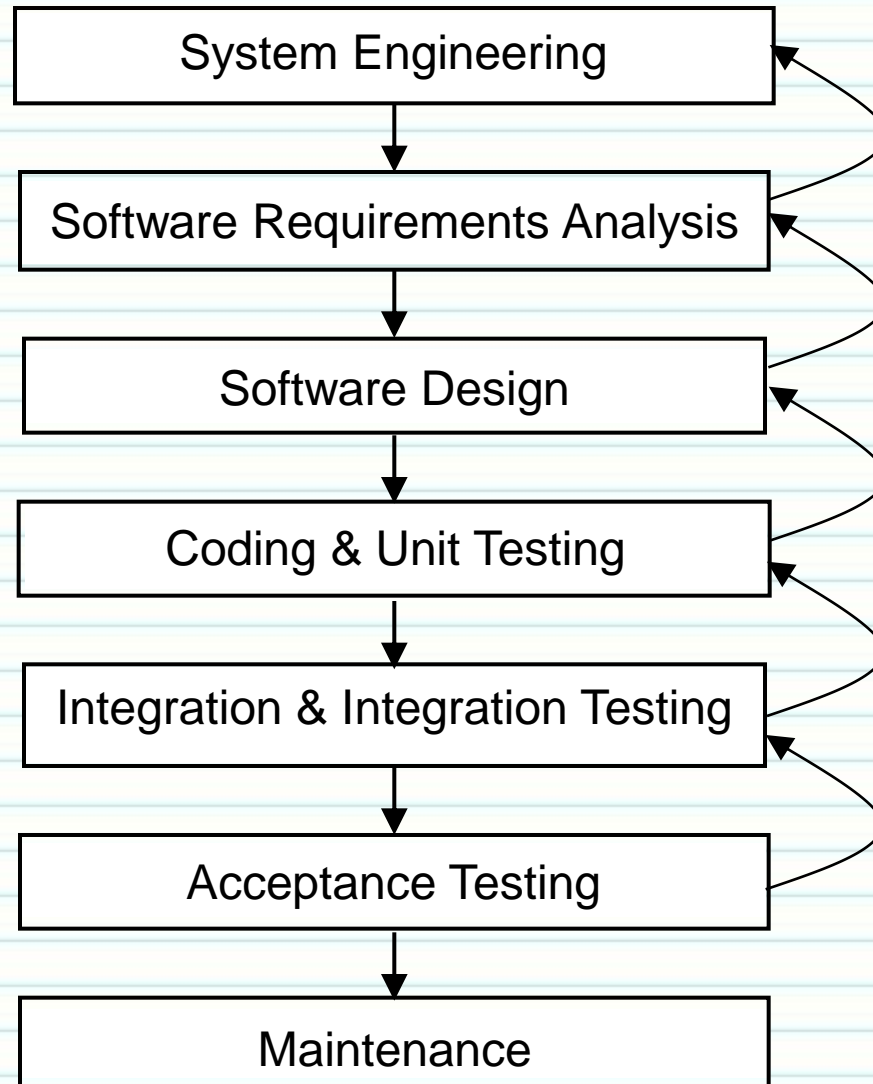 System Engineering
Software Requirements Analysis
Software Design
Coding & Unit Testing
Integration & Integration Testing
Acceptance Testing
Maintenance